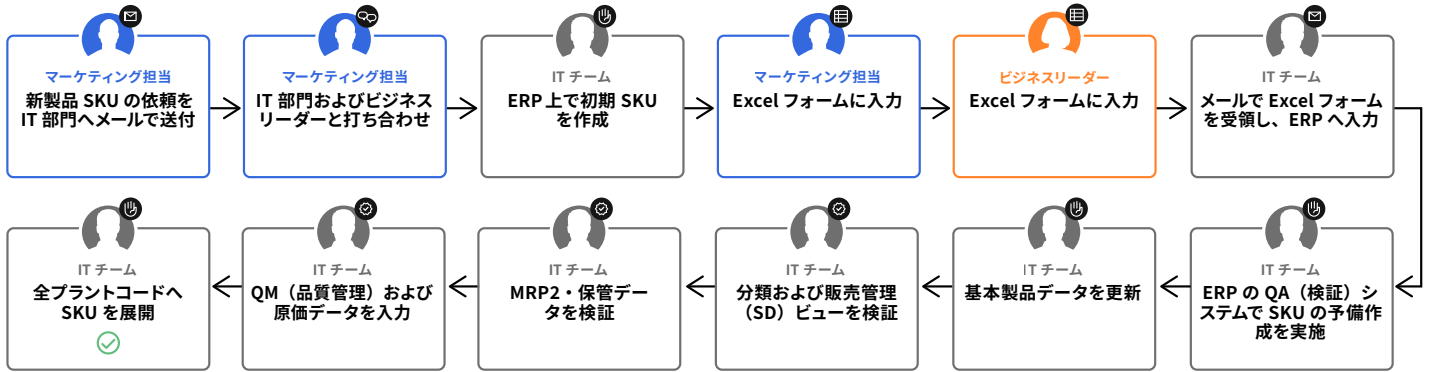 マーケティング担当
新製品 SKU の依頼を
IT 部門へメールで送付
マーケティング担当
IT 部門およびビジネス
リーダーと打ち合わせ
IT チーム
ERP 上で初期 SKU
を作成
マーケティング担当
Excel フォームに入力
ビジネスリーダー
Excel フォームに入力
IT チーム
メールで Excel フォーム
を受領し、ERP へ入力
IT チーム
全プラントコードへ
SKU を展開
IT チーム
QM（品質管理）および
原価データを入力
IT チーム
MRP2・保管デー
タを検証
IT チーム
分類および販売管理
（SD）ビューを検証
IT チーム
基本製品データを更新
IT チーム
ERP の QA（検証）シ
ステムで SKU の予備作
成を実施